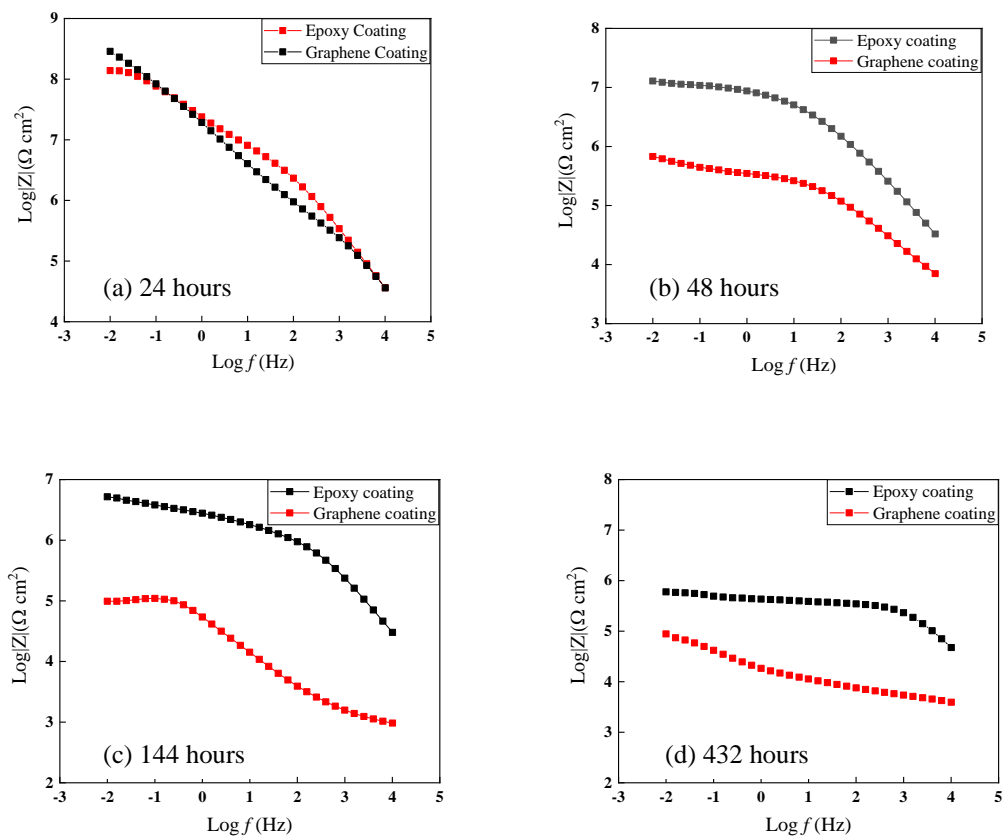 9
8
7
6
5
4
Log|Z|(Ω cm²)
Epoxy Coating
Graphene Coating
(a) 24 hours
-3 -2 -1 0 1 2 3 4 5
Log f (Hz)
8
7
6
5
4
3
Log|Z|(Ω cm²)
Epoxy coating
Graphene coating
(b) 48 hours
-3 -2 -1 0 1 2 3 4 5
Log f (Hz)
7
6
5
4
3
2
Log|Z|(Ω cm²)
Epoxy coating
Graphene coating
(c) 144 hours
-3 -2 -1 0 1 2 3 4 5
Log f (Hz)
8
7
6
5
4
3
2
Log|Z|(Ω cm²)
Epoxy coating
Graphene coating
(d) 432 hours
-3 -2 -1 0 1 2 3 4 5
Log f (Hz)